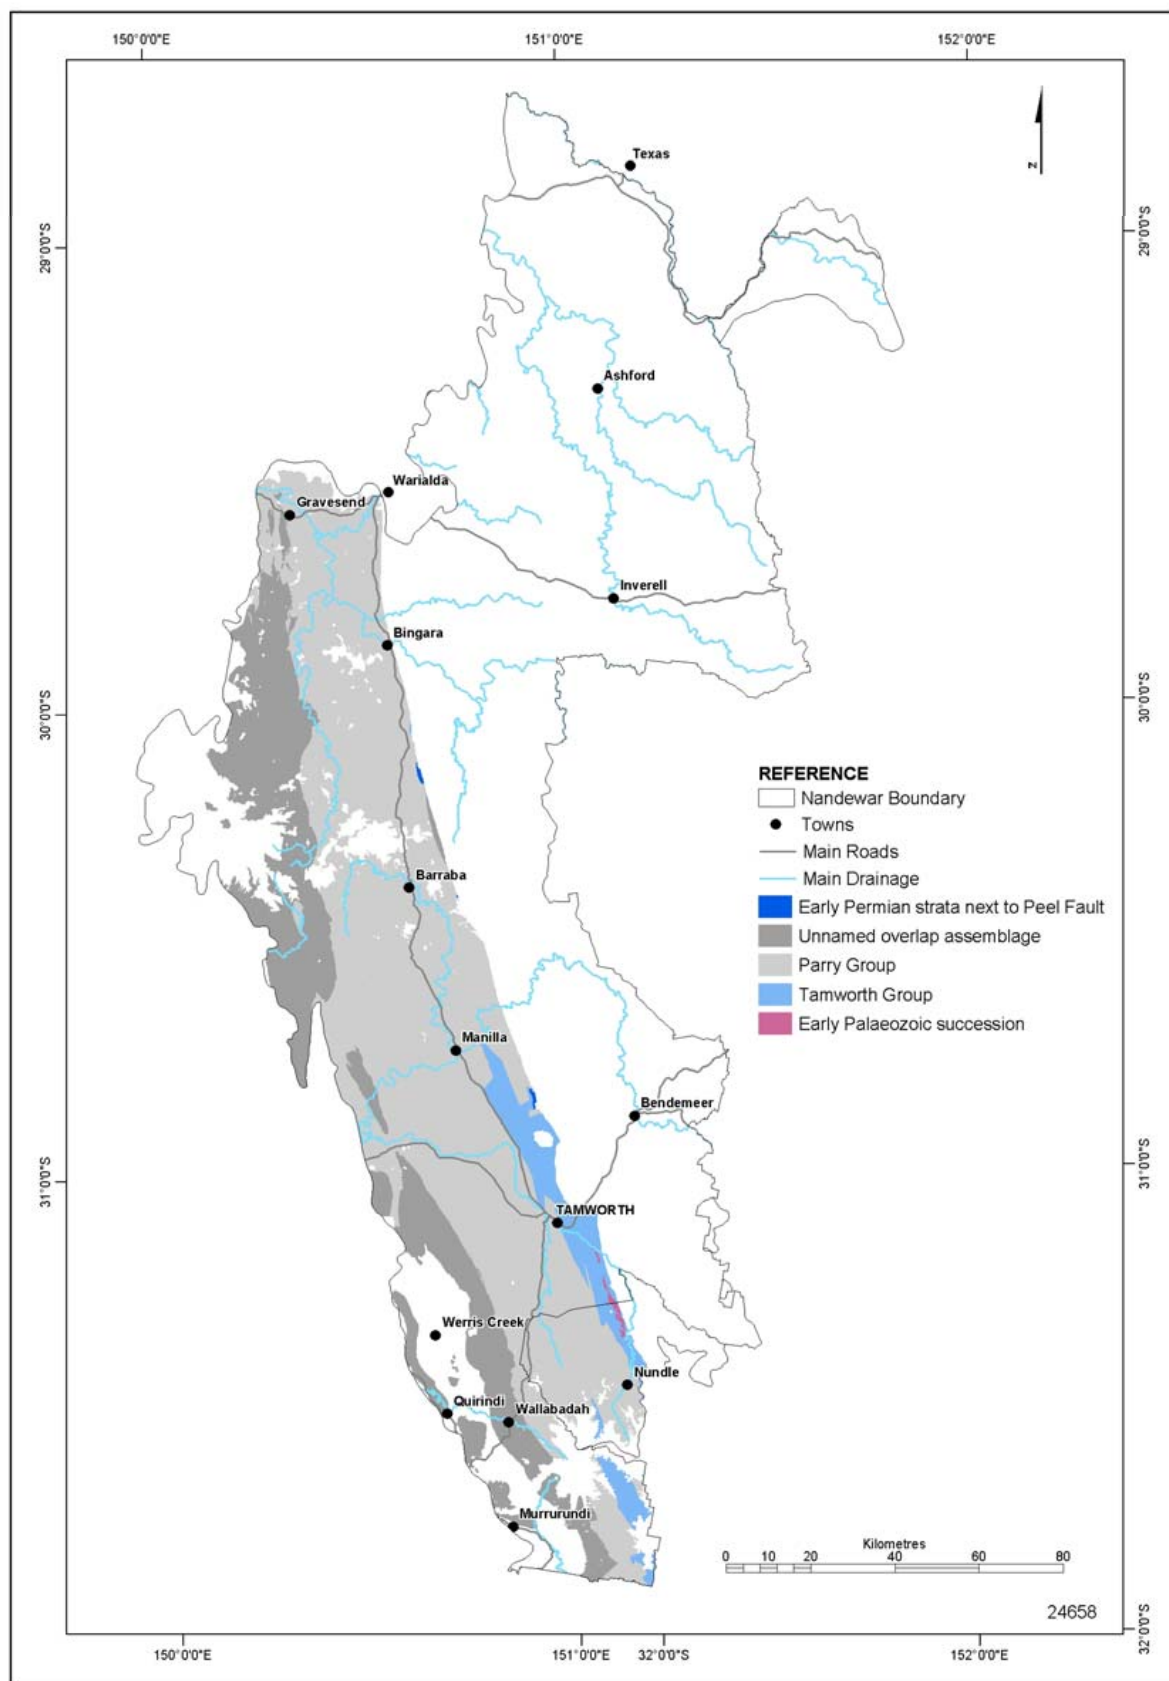 150°0'0"E
151°0'0"E
152°0'0"E
Texas
z
29°0'0"S
29°0'0"S
Ashford
Warialda
Gravesend
Inverell
Bingara
30°0'0"S
30°0'0"S
REFERENCE
Nandewar Boundary
Towns
Main Roads
Main Drainage
Early Permian strata next to Peel Fault
Unnamed overlap assemblage
Parry Group
Tamworth Group
Early Palaeozoic succession
Barraba
Manilla
Bendemeer
31°0'0"S
31°0'0"S
TAMWORTH
Werris Creek
Nundle
Quirindi
Wallabadah
Murrurundi
Kilometres
0 10 20 40 60 80
24658
32°0'0"S
150°0'0"E
151°0'0"E
32°0'0"S
152°0'0"E